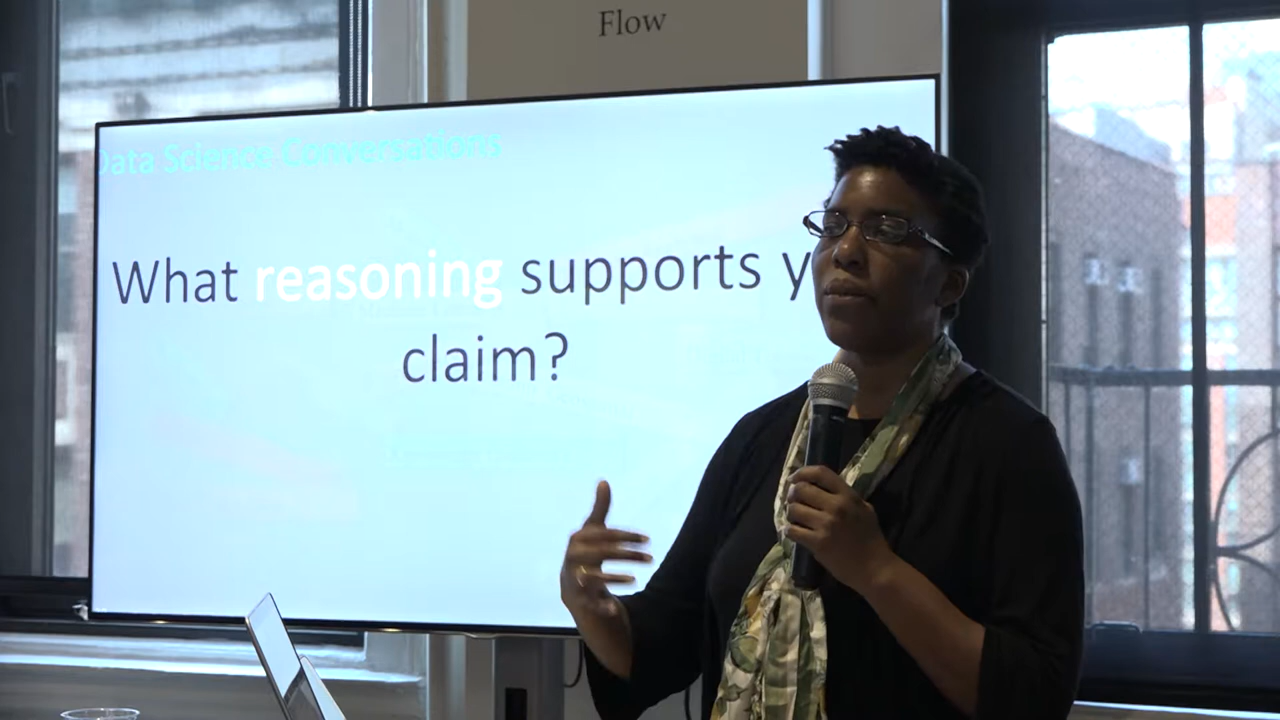 Flow
Data Science Conversations
What reasoning supports y
claim?